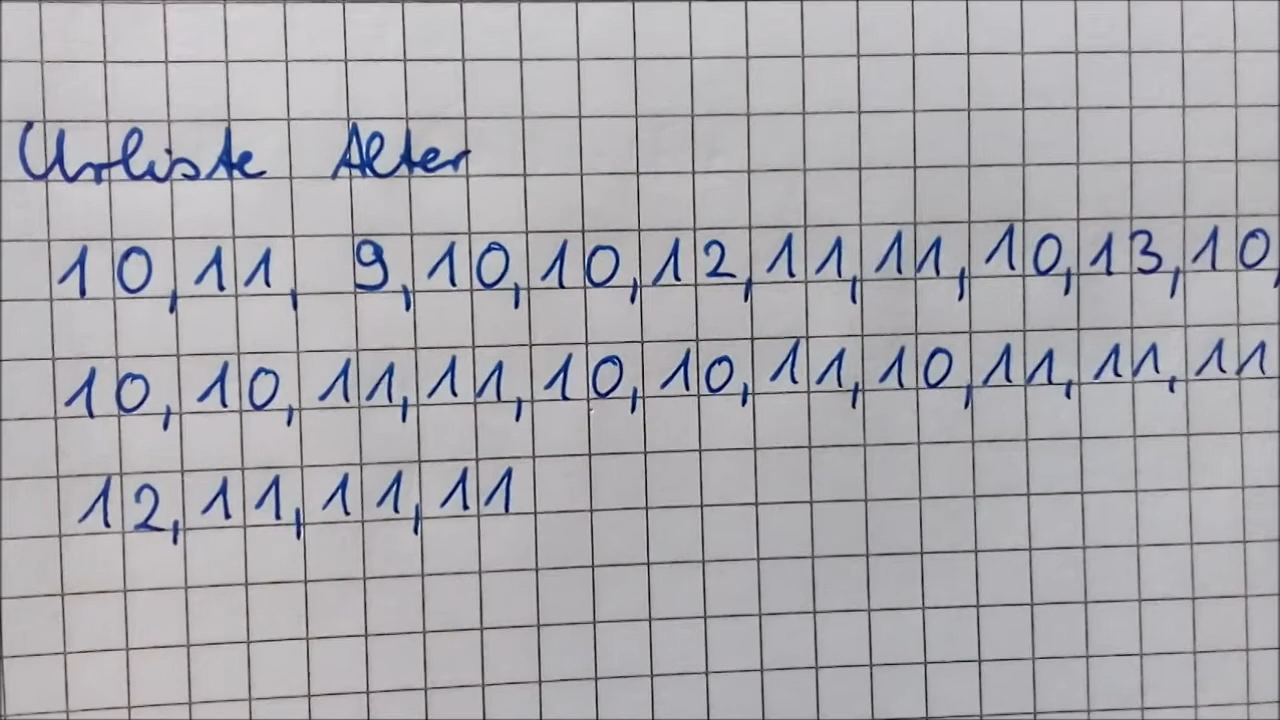 Urliste Alter
10, 11, 9, 10, 10, 12, 11, 11, 10, 13, 10,
10, 10, 11, 11, 10, 10, 11, 10, 11, 11, 11
12, 11, 11, 11